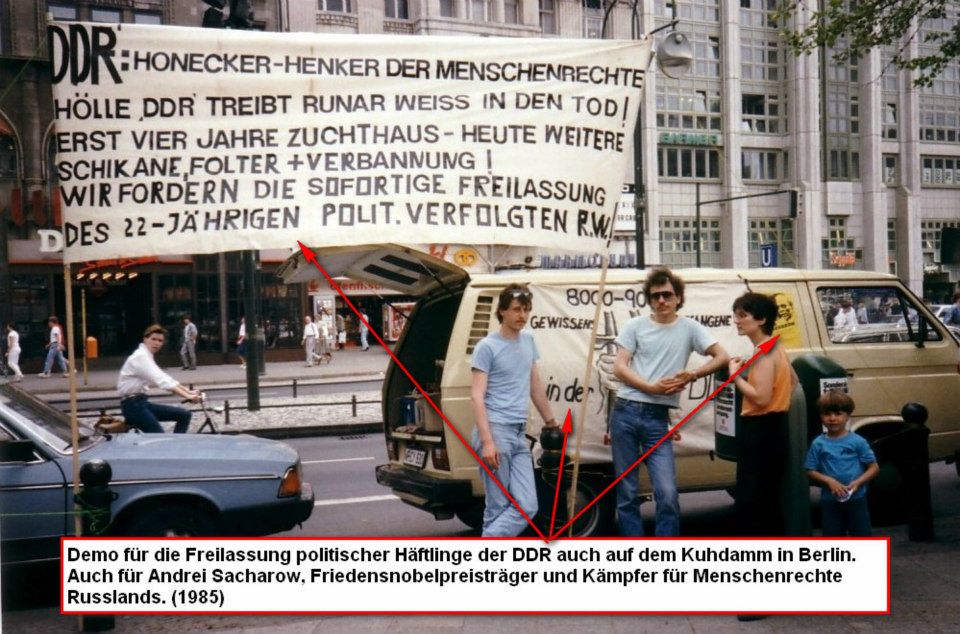 DDR: HONECKER-HENKER DER MENSCHENRECHTE
HÖLLE ‚DDR' TREIBT RUNAR WEISS IN DEN TOD!
ERST VIER JAHRE ZUCHTHAUS - HEUTE WEITERE
SCHIKANE, FOLTER + VERBANNUNG!
WIR FORDERN DIE SOFORTIGE FREILASSUNG
DES 22-JÄHRIGEN POLIT. VERFOLGTEN R.W.!
8000-90
GEWISSENS
ANGENE
in der
D
U
Sonder
Demo für die Freilassung politischer Häftlinge der DDR auch auf dem Kuhdamm in Berlin.
Auch für Andrei Sacharow, Friedensnobelpreisträger und Kämpfer für Menschenrechte
Russlands. (1985)